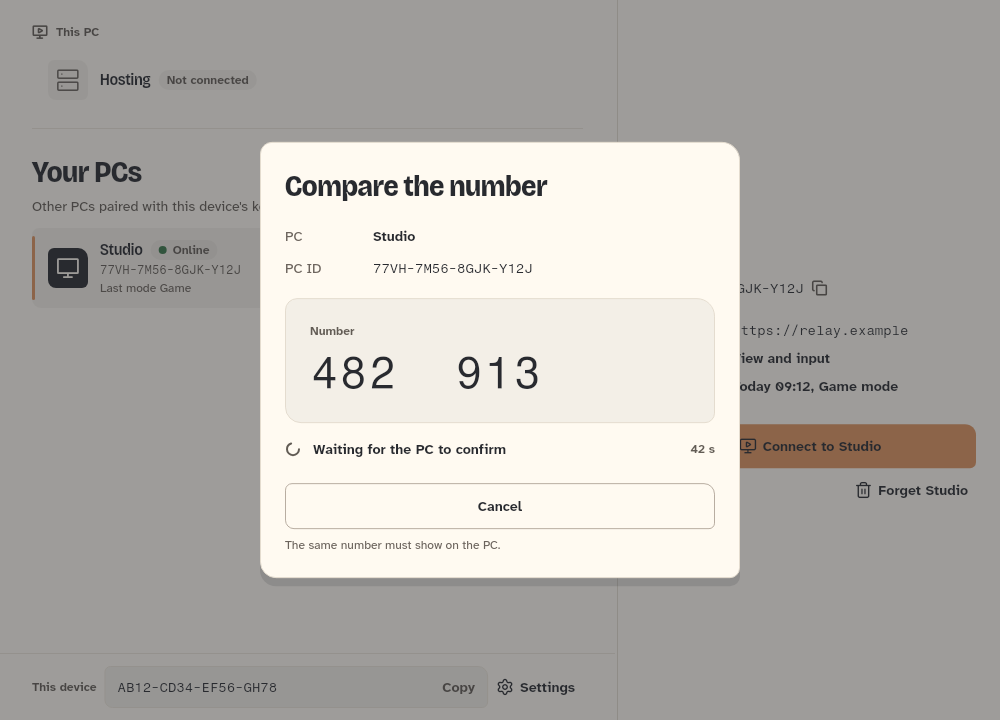 This PC
Hosting
Not connected
Your PCs
Other PCs paired with this device's
Studio
Online
77VH-7M56-8GJK-Y12J
Last mode Game
Compare the number
PC
Studio
PC ID
77VH-7M56-8GJK-Y12J
Number
482 913
Waiting for the PC to confirm
42 s
Cancel
The same number must show on the PC.
GJK-Y12J
ttps://relay.example
iew and input
oday 09:12, Game mode
Connect to Studio
Forget Studio
This device
AB12-CD34-EF56-GH78
Copy
Settings